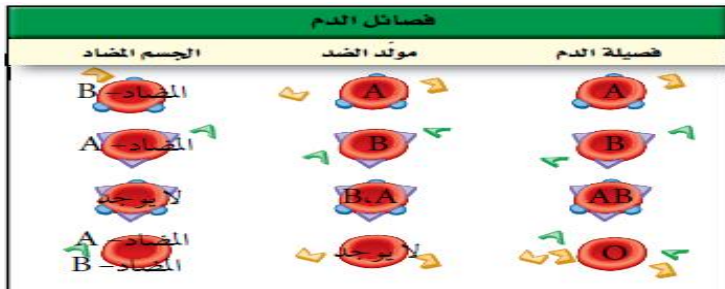 فصائل الدم
فصيلة الدم مولّد الضد الجسم المضاد
A A المضاد- B
B B المضاد- A
AB B،A لا يوجد
O لا يوجد المضاد- A
المضاد- B